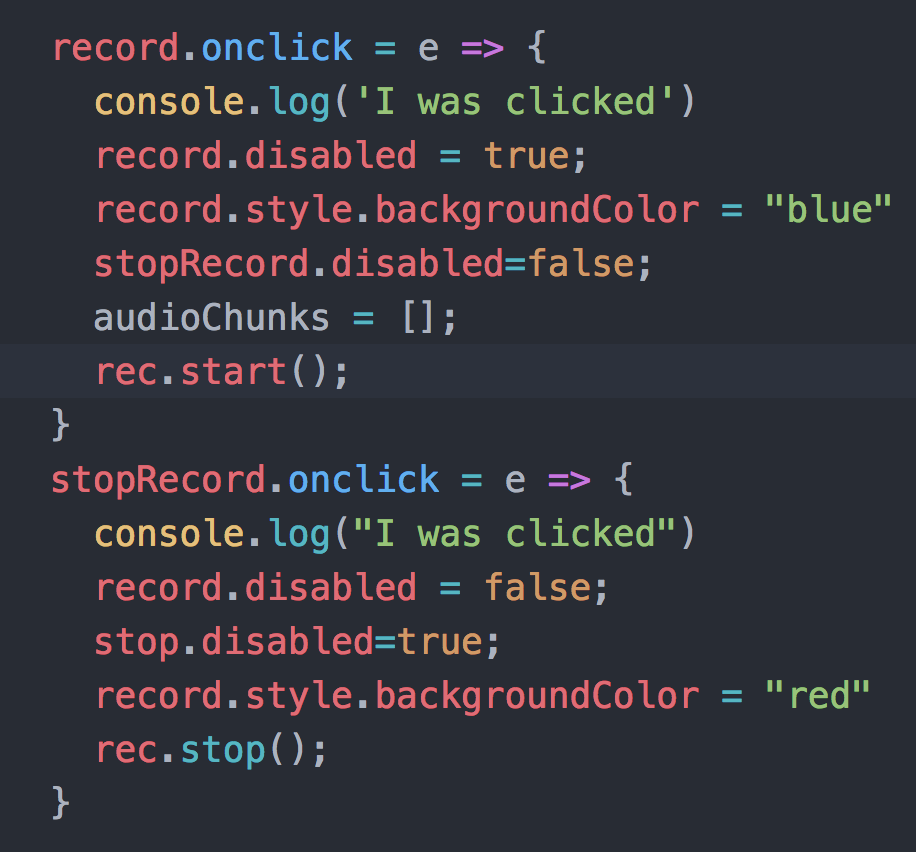 record.onclick = e => {
  console.log('I was clicked')
  record.disabled = true;
  record.style.backgroundColor = "blue"
  stopRecord.disabled=false;
  audioChunks = [];
  rec.start();
}
stopRecord.onclick = e => {
  console.log("I was clicked")
  record.disabled = false;
  stop.disabled=true;
  record.style.backgroundColor = "red"
  rec.stop();
}